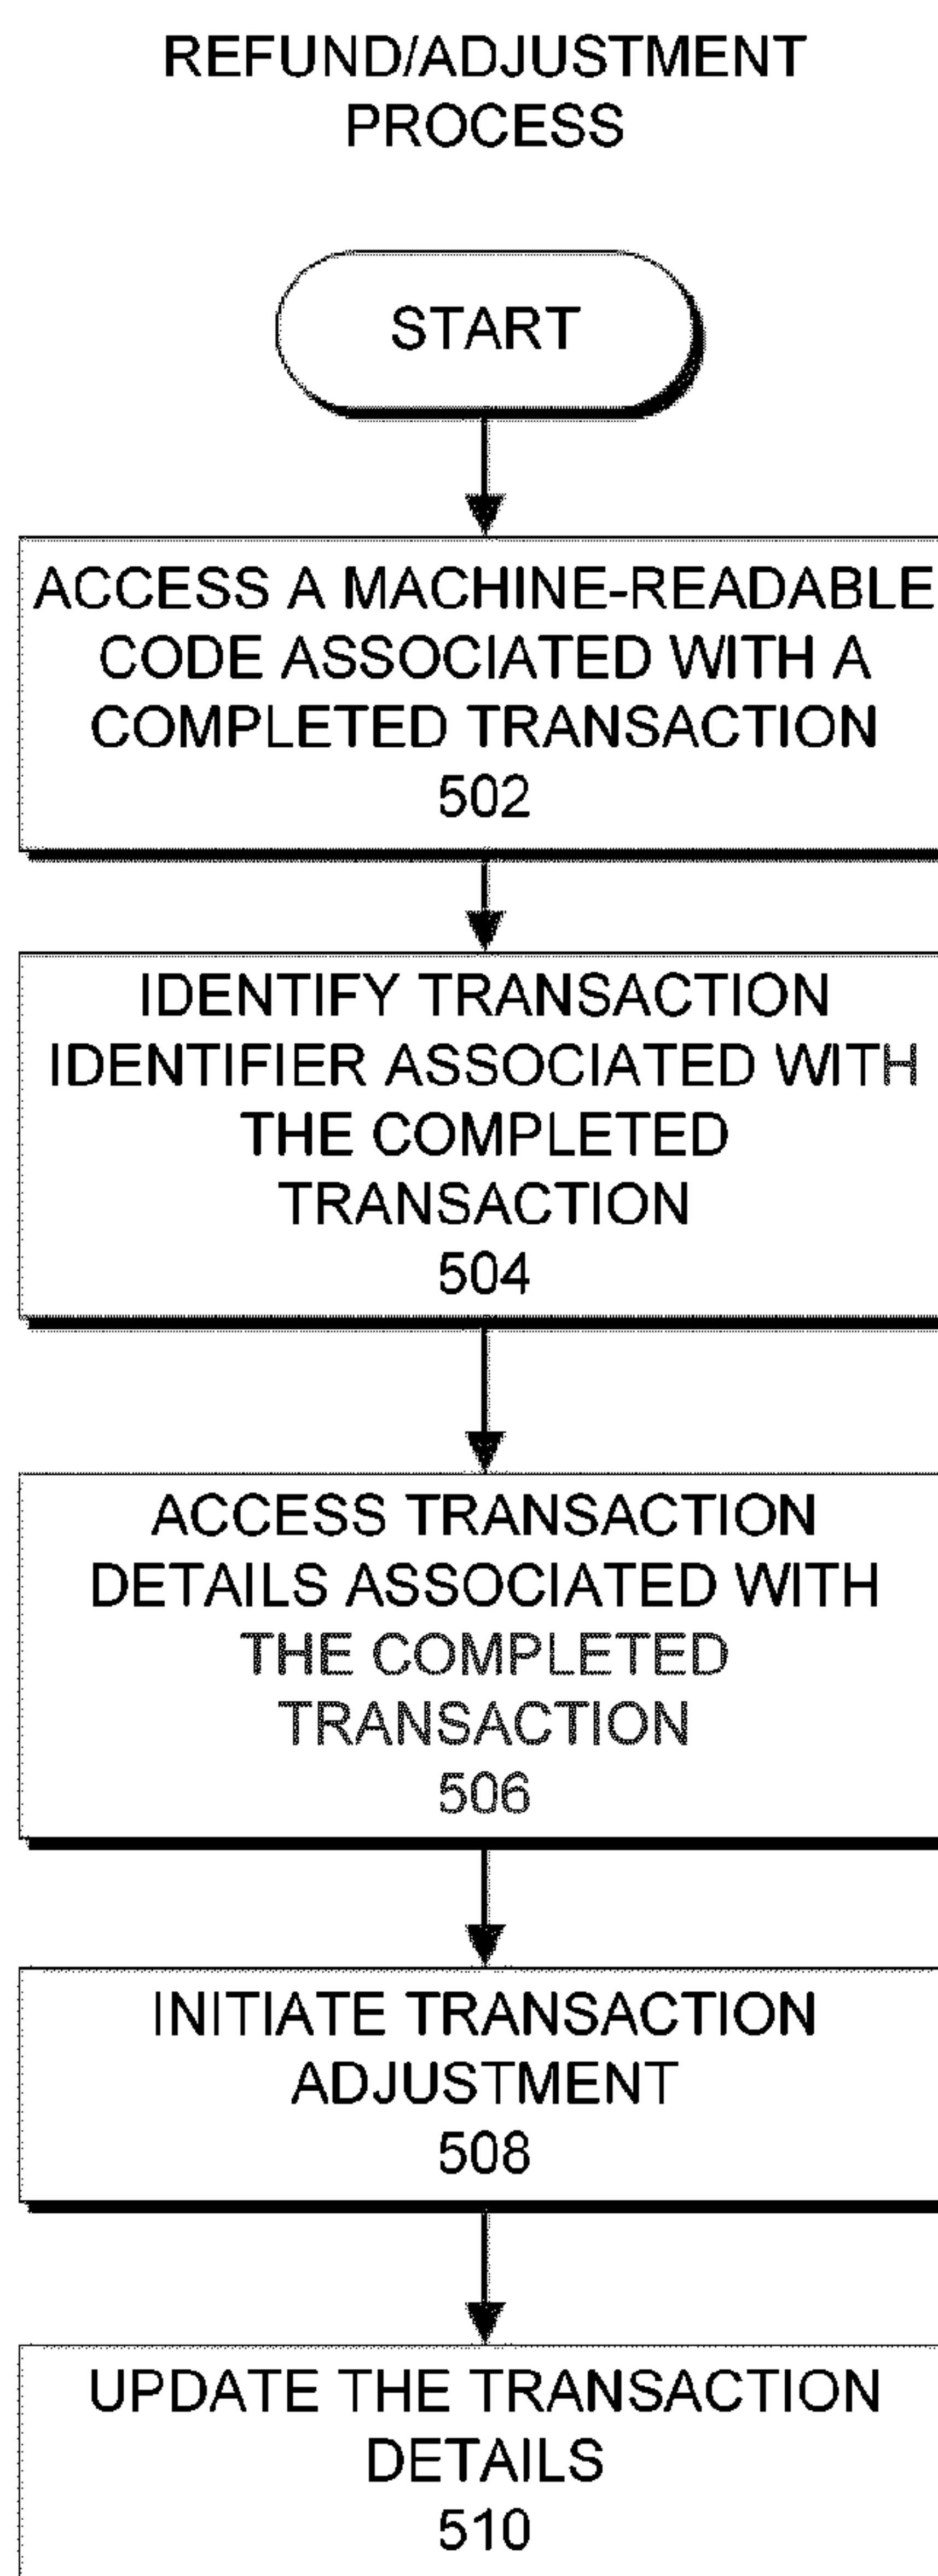 REFUND/ADJUSTMENT
PROCESS
START
ACCESS A MACHINE-READABLE
CODE ASSOCIATED WITH A
COMPLETED TRANSACTION
502
IDENTIFY TRANSACTION
IDENTIFIER ASSOCIATED WITH
THE COMPLETED
TRANSACTION
504
ACCESS TRANSACTION
DETAILS ASSOCIATED WITH
THE COMPLETED
TRANSACTION
506
INITIATE TRANSACTION
ADJUSTMENT
508
UPDATE THE TRANSACTION
DETAILS
510